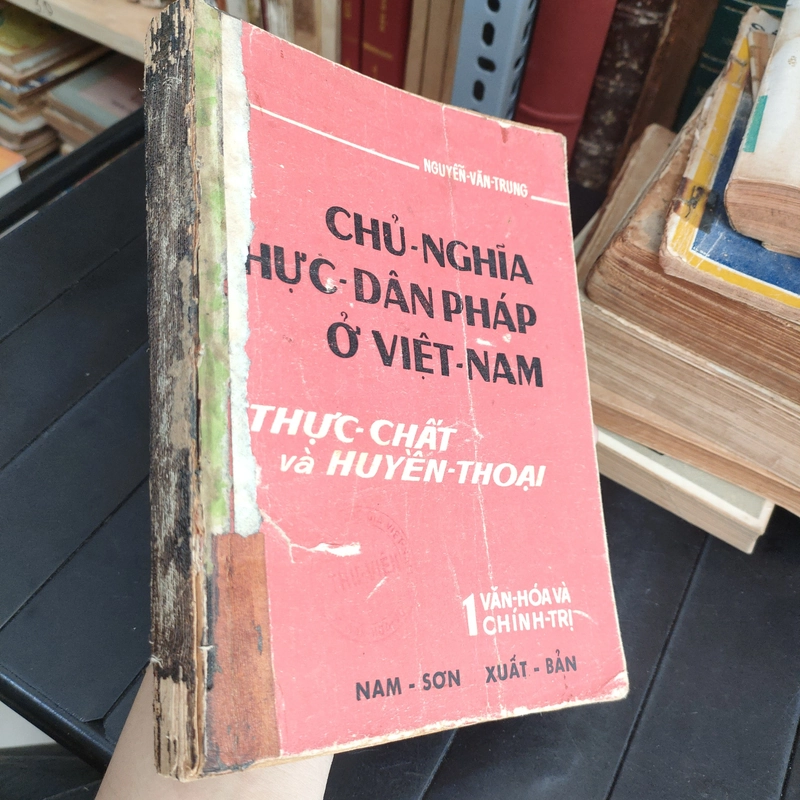 NGUYỄN-VĂN-TRUNG
CHỦ-NGHĨA
HỰC-DÂN PHÁP
Ở VIỆT-NAM
THỰC-CHẤT
và HUYỀN-THOẠI
1 VĂN-HÓA VÀ
CHÍNH-TRỊ
NAM-SƠN XUẤT-BẢN